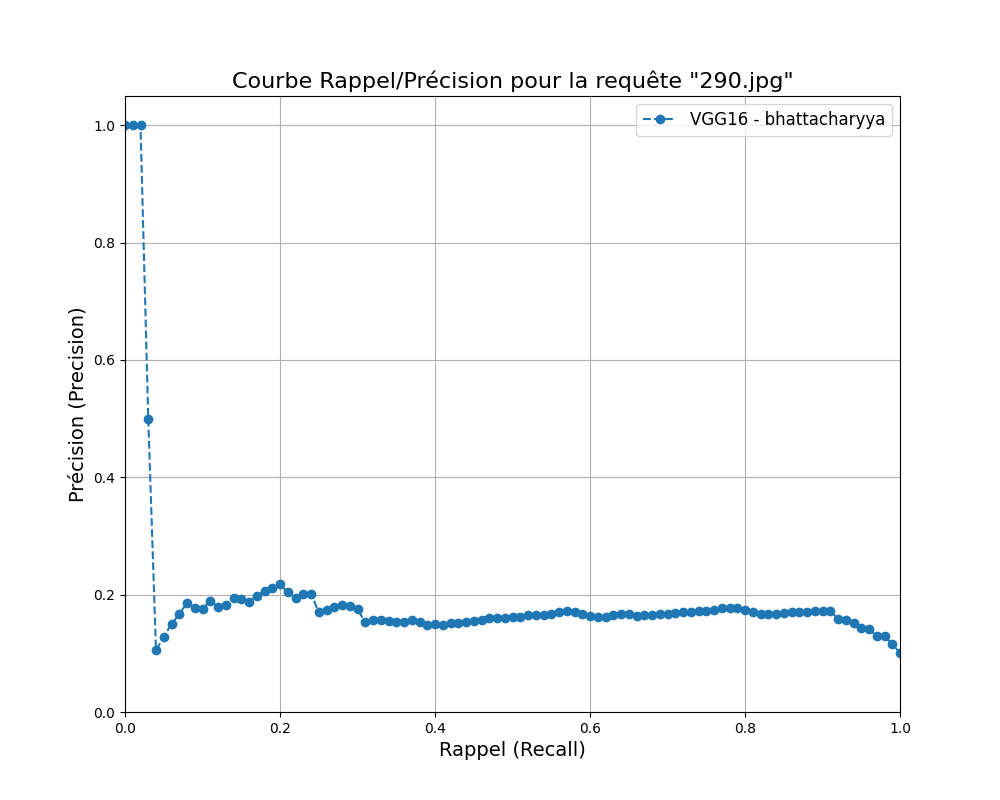 Courbe Rappel/Précision pour la requête "290.jpg"
VGG16 - bhattacharyya
1.0
0.8
0.6
0.4
0.2
0.0
Précision (Precision)
0.0 0.2 0.4 0.6 0.8 1.0
Rappel (Recall)